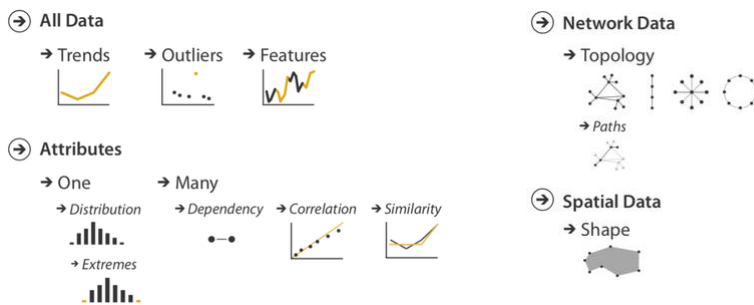 All Data
Trends
Outliers
Features
Attributes
One
Many
Distribution
Dependency
Correlation
Similarity
Extremes
Network Data
Topology
Paths
Spatial Data
Shape